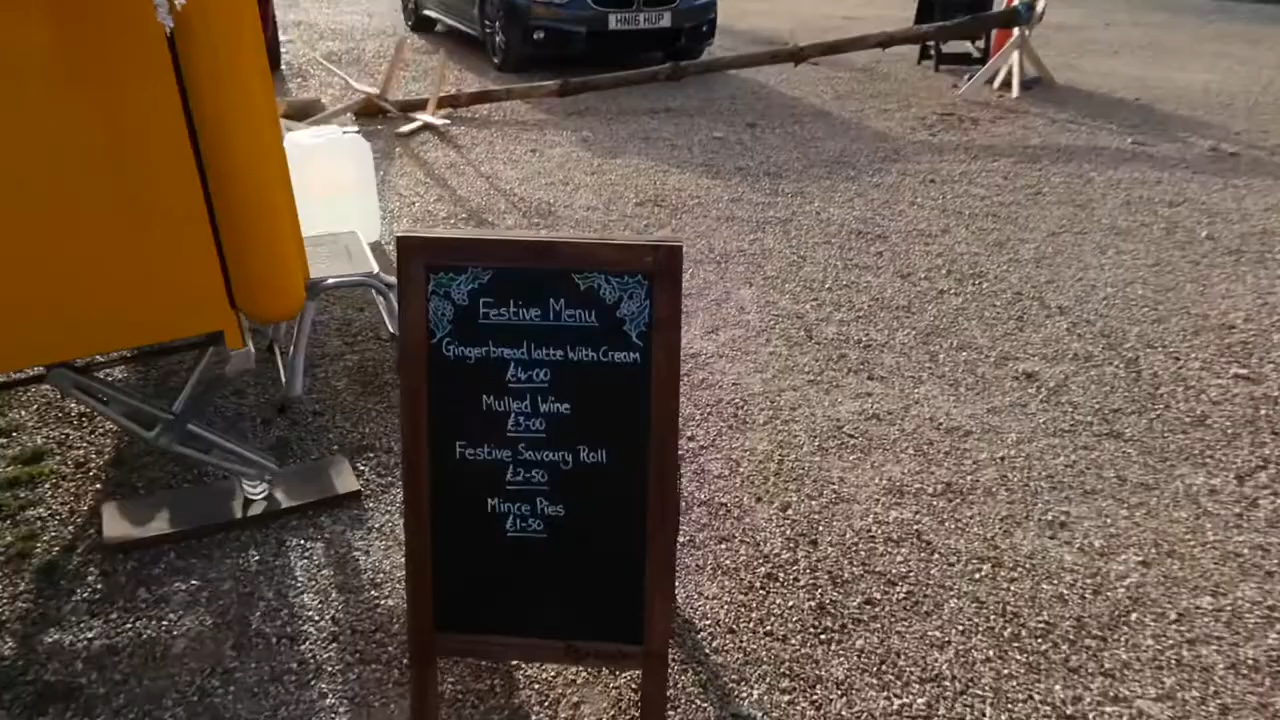 HN16 HUP
Festive Menu
Gingerbread latte With Cream
£4-00
Mulled Wine
£3-00
Festive Savoury Roll
£2-50
Mince Pies
£1-50